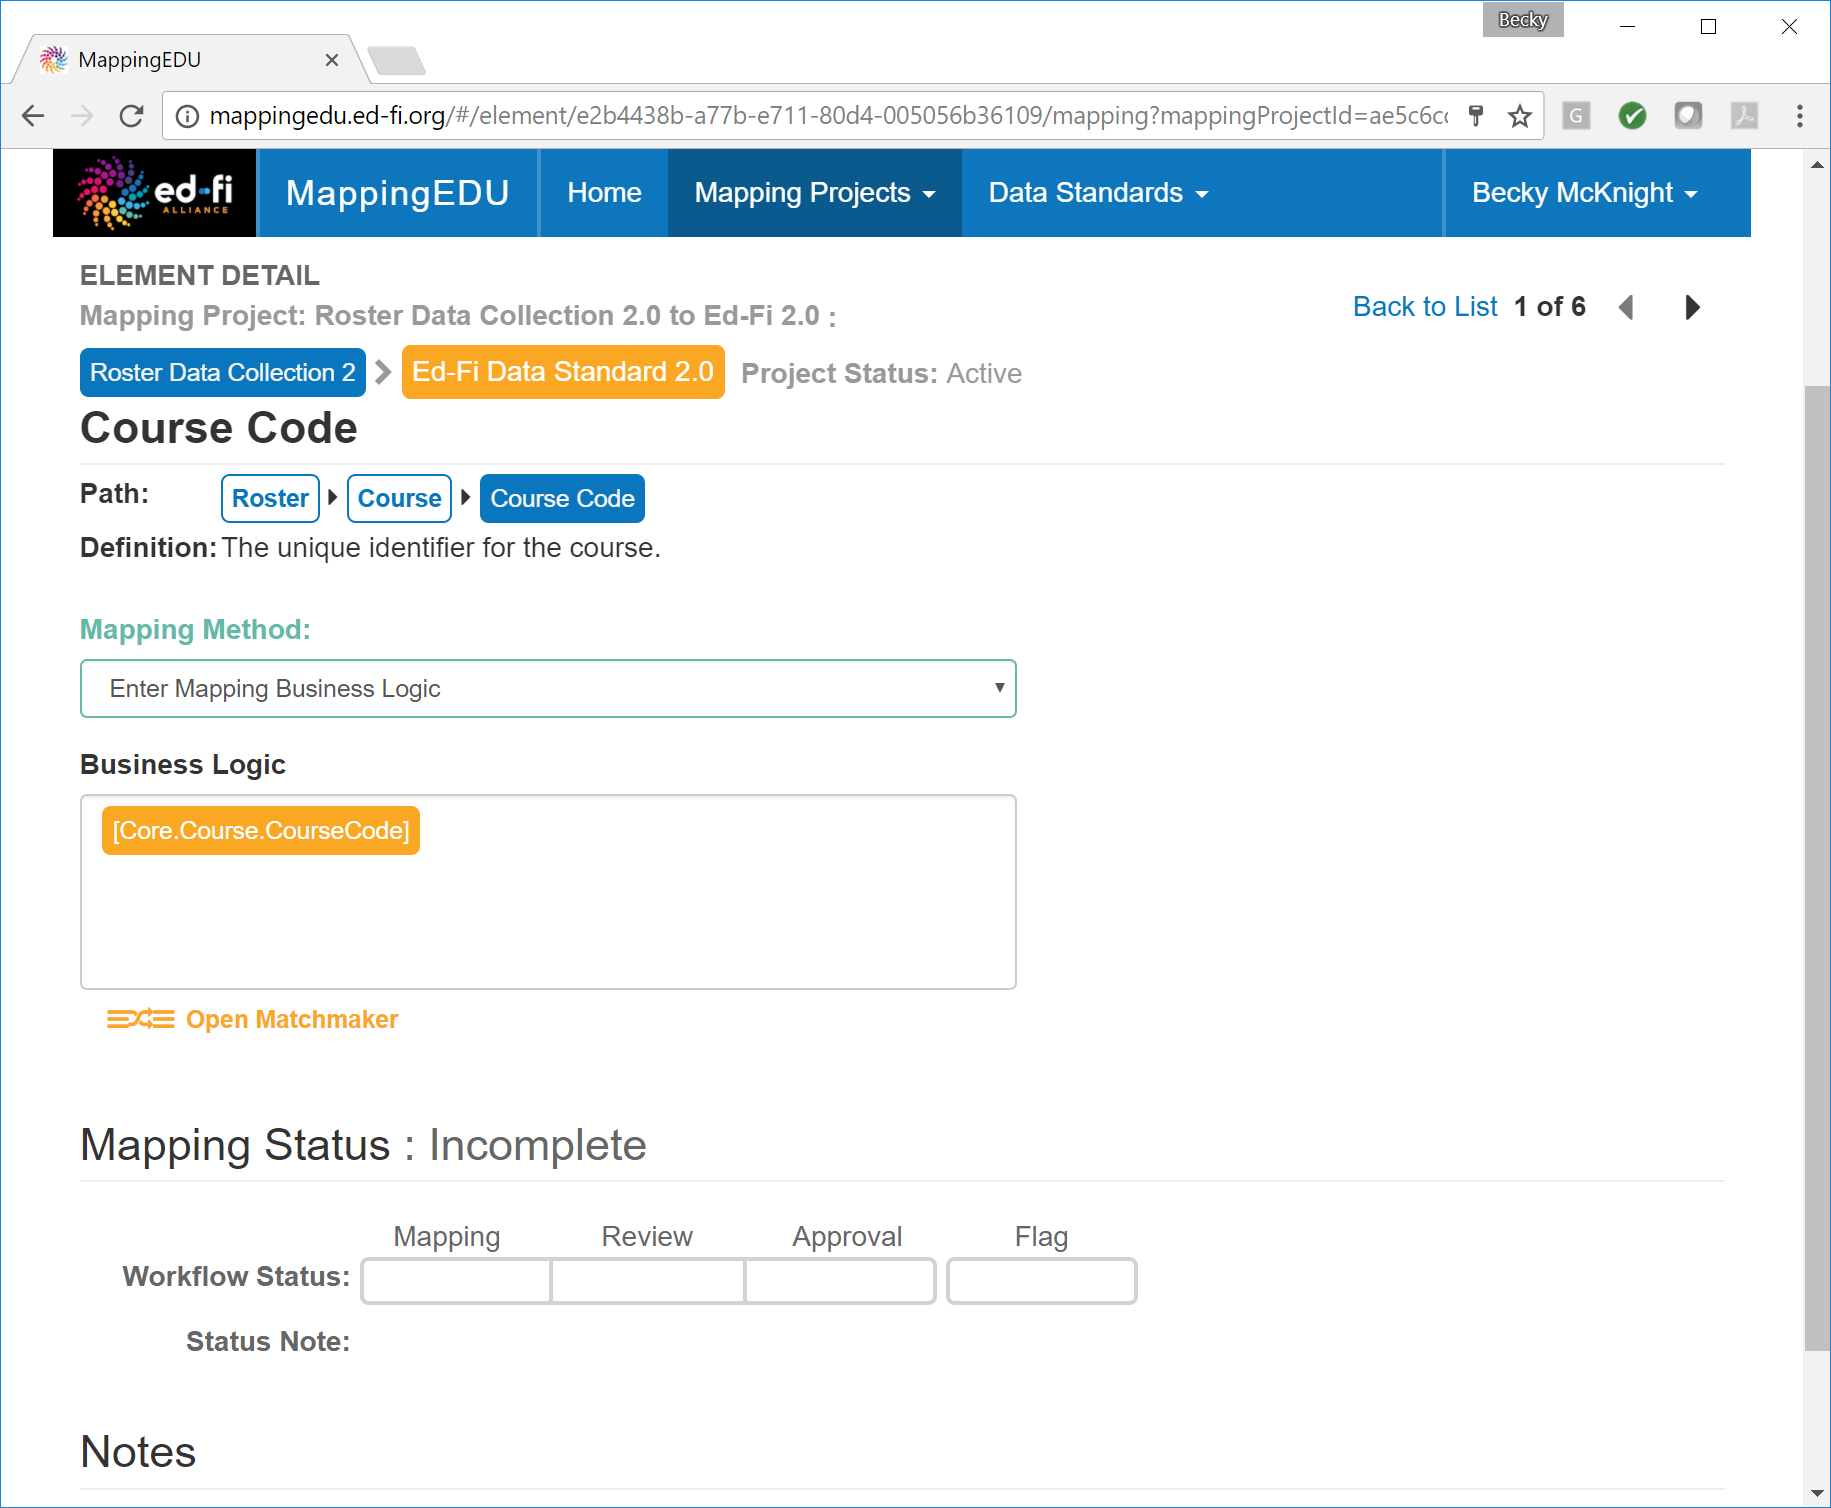 Becky
MappingEDU
mappingedu.ed-fi.org/#/element/e2b4438b-a77b-e711-80d4-005056b36109/mapping?mappingProjectId=ae5c6cc
G
ed-fi
ALLIANCE
MappingEDU
Home
Mapping Projects
Data Standards
Becky McKnight
ELEMENT DETAIL
Mapping Project: Roster Data Collection 2.0 to Ed-Fi 2.0 :
Back to List 1 of 6
Roster Data Collection 2
Ed-Fi Data Standard 2.0
Project Status: Active
Course Code
Path: Roster Course Course Code
Definition: The unique identifier for the course.
Mapping Method:
Enter Mapping Business Logic
Business Logic
[Core.Course.CourseCode]
Open Matchmaker
Mapping Status : Incomplete
Mapping Review Approval Flag
Workflow Status:
Status Note:
Notes